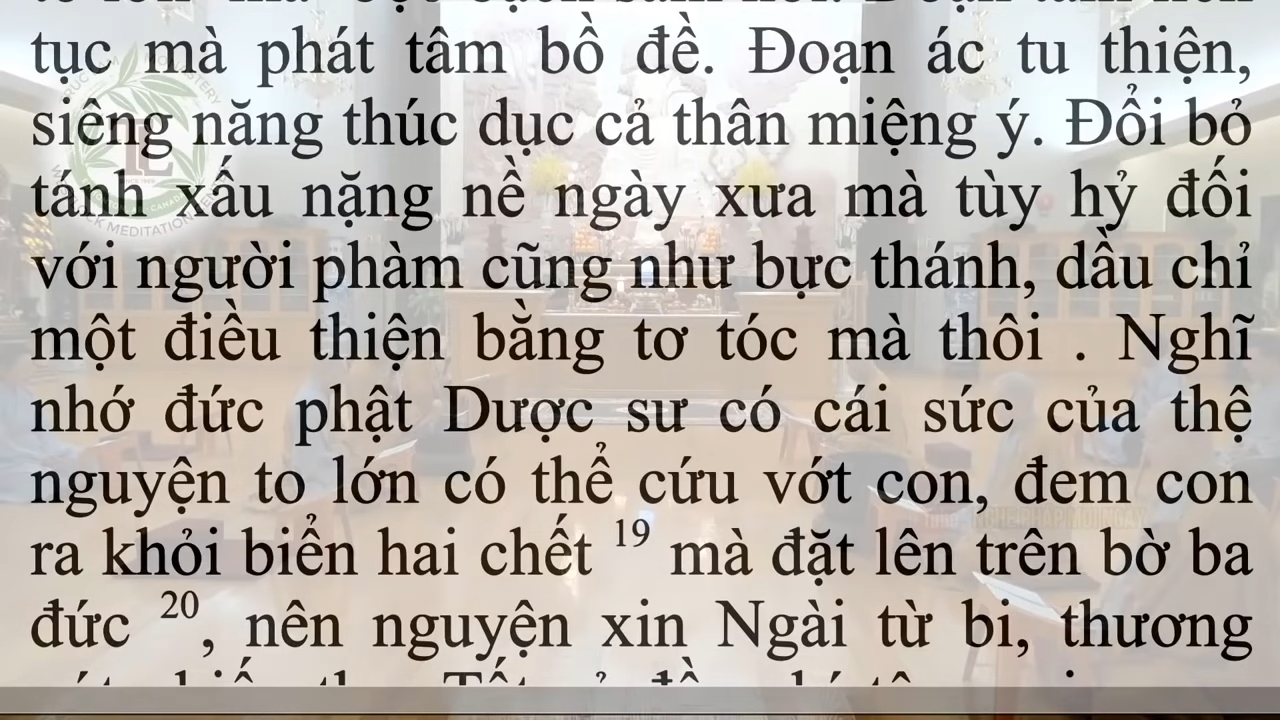 tục mà phát tâm bồ đề. Đoạn ác tu thiện,
siêng năng thúc dục cả thân miệng ý. Đổi bỏ
tánh xấu nặng nề ngày xưa mà tùy hỷ đối
với người phàm cũng như bực thánh, dầu chỉ
một điều thiện bằng tơ tóc mà thôi . Nghĩ
nhớ đức phật Dược sư có cái sức của thệ
nguyện to lớn có thể cứu vớt con, đem con
ra khỏi biển hai chết 19 mà đặt lên trên bờ ba
đức 20, nên nguyện xin Ngài từ bi, thương